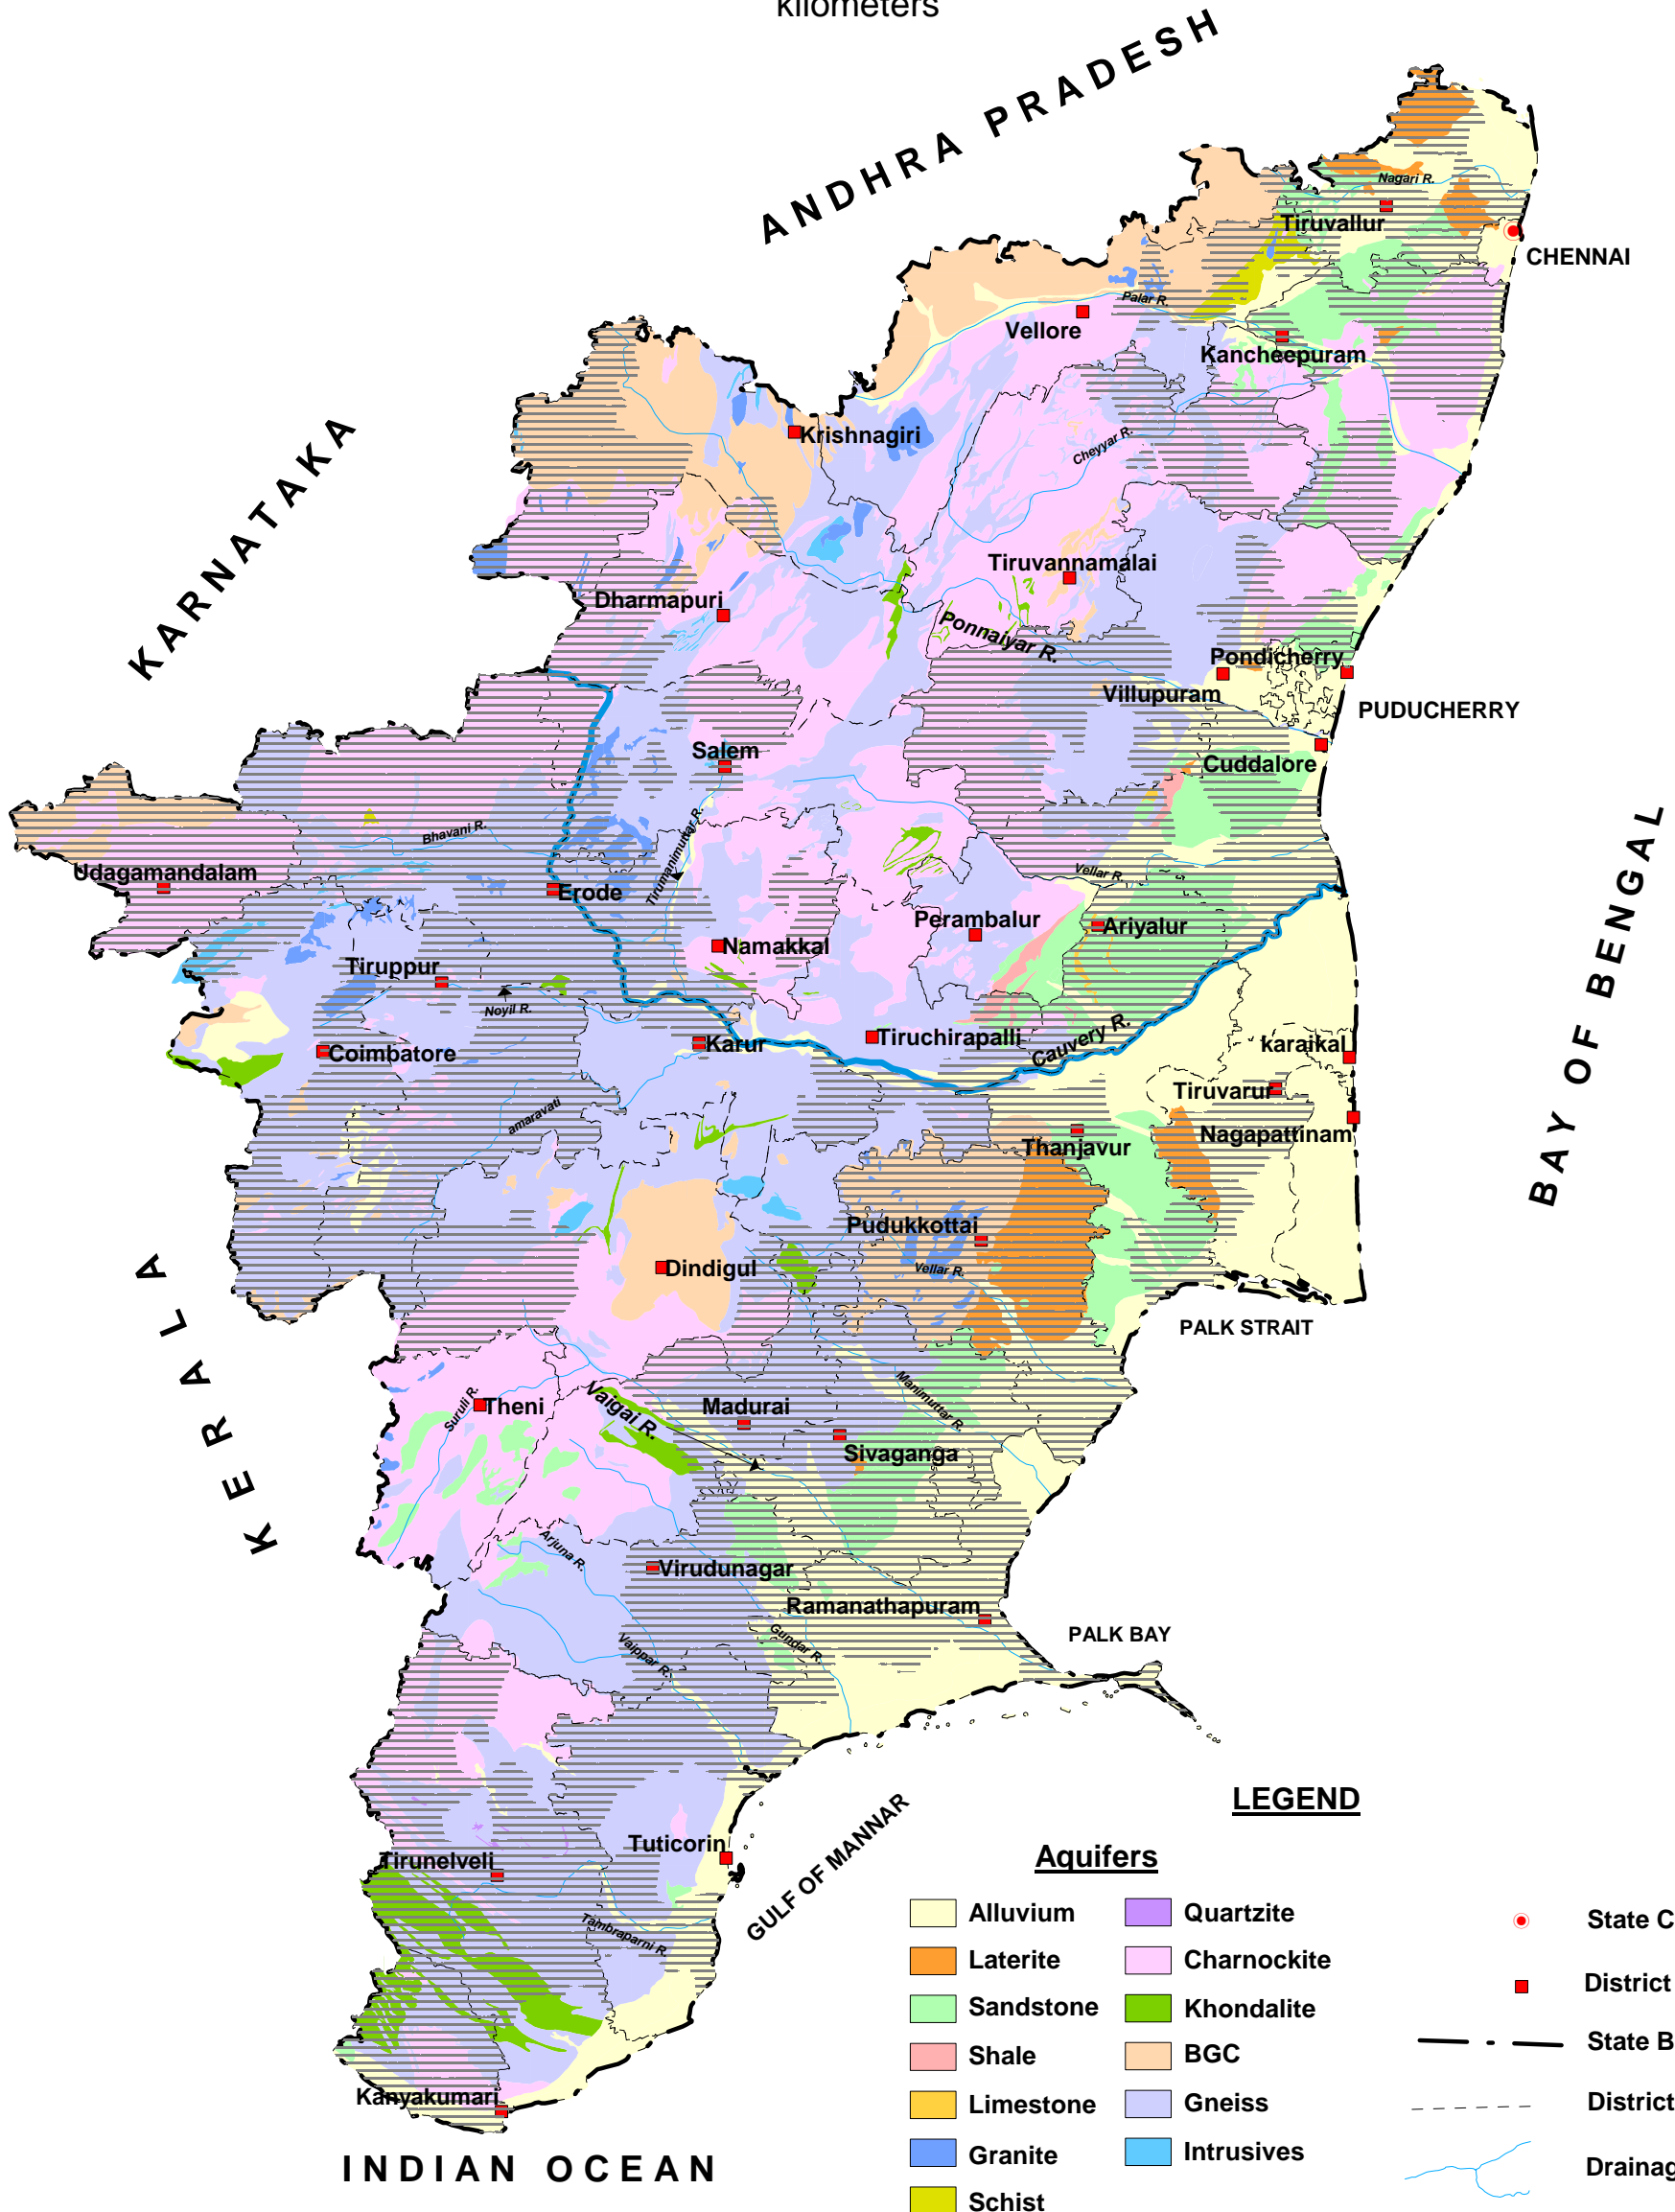 kilometers
ANDHRA PRADESH
Nagari R.
Tiruvallur
CHENNAI
Palar R.
Vellore
Kancheepuram
KARNATAKA
Krishnagiri
Cheyyar R.
Tiruvannamalai
Dharmapuri
Ponnaiyar R.
Pondicherry
Villupuram
PUDUCHERRY
Salem
Cuddalore
Bhavani R.
Tirumanimuttar R.
Udagamandalam
Erode
Vellar R.
BAY OF BENGAL
Perambalur
Ariyalur
Namakkal
Tiruppur
Noyil R.
Coimbatore
Karur
Tiruchirapalli
Cauvery R.
karaikal
Tiruvarur
amaravati
Thanjavur
Nagapattinam
Pudukkottai
Dindigul
Vellar R.
KERALA
PALK STRAIT
Suruli R.
Theni
Vaigai R.
Madurai
Manimuttar R.
Sivaganga
Arjuna R.
Virudunagar
Ramanathapuram
Gundar R.
Vaippar R.
PALK BAY
GULF OF MANNAR
Tuticorin
Tirunelveli
Tambraparni R.
Kanyakumari
INDIAN OCEAN
LEGEND
Aquifers
Alluvium
Quartzite
State C
Laterite
Charnockite
District
Sandstone
Khondalite
State B
Shale
BGC
Limestone
Gneiss
District
Granite
Intrusives
Drainag
Schist